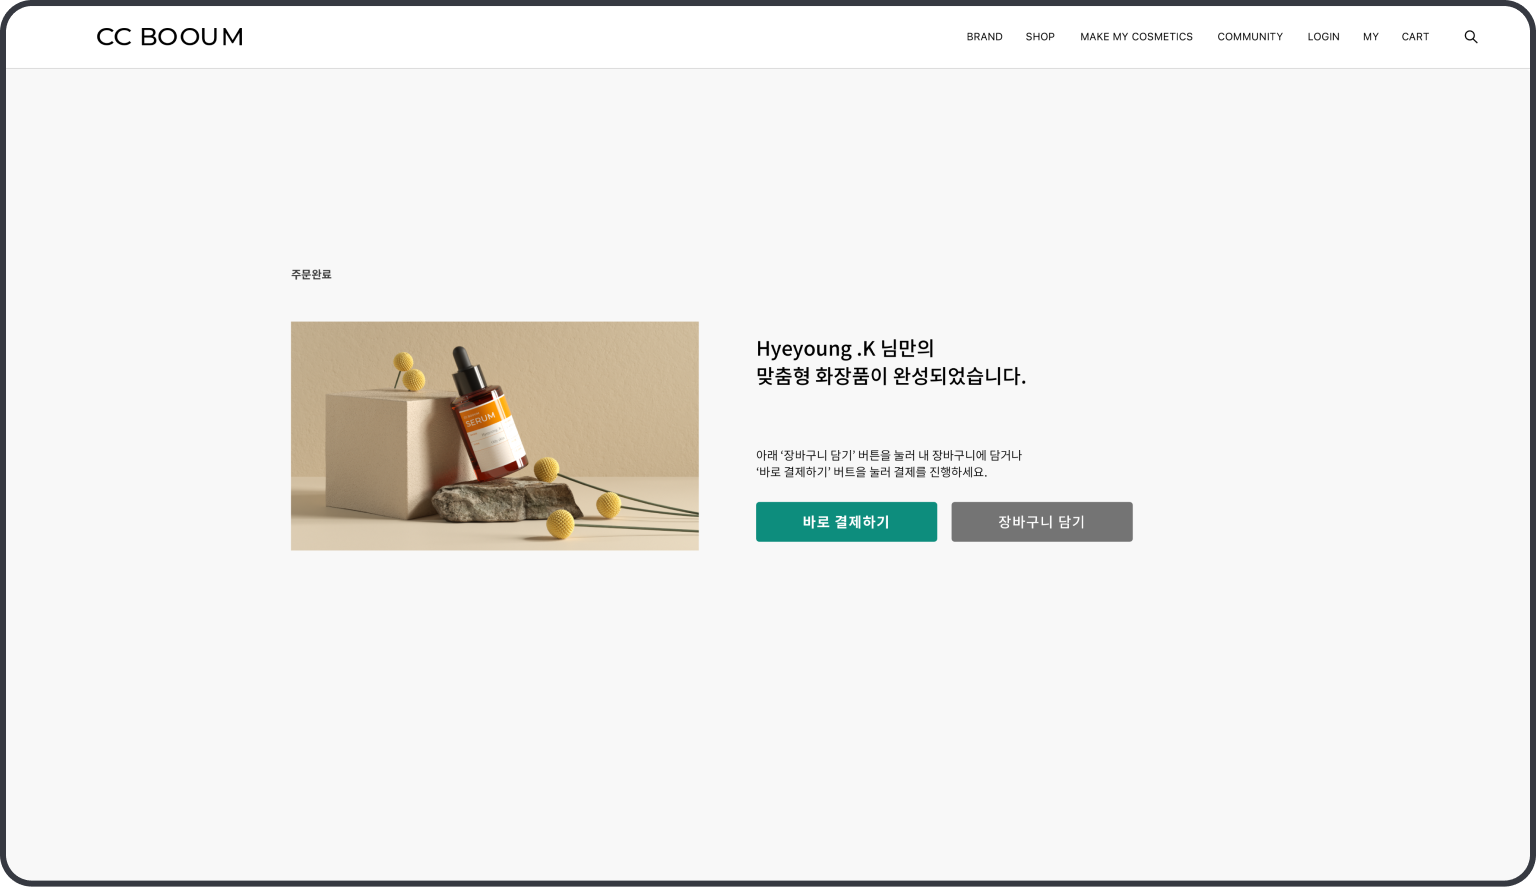 CC BOOUM
BRAND SHOP MAKE MY COSMETICS COMMUNITY LOGIN MY CART
주문완료
SERUM
Hyeyoung .K 님만의
맞춤형 화장품이 완성되었습니다.
아래 ‘장바구니 담기’ 버튼을 눌러 내 장바구니에 담거나
‘바로 결제하기’ 버트을 눌러 결제를 진행하세요.
바로 결제하기
장바구니 담기